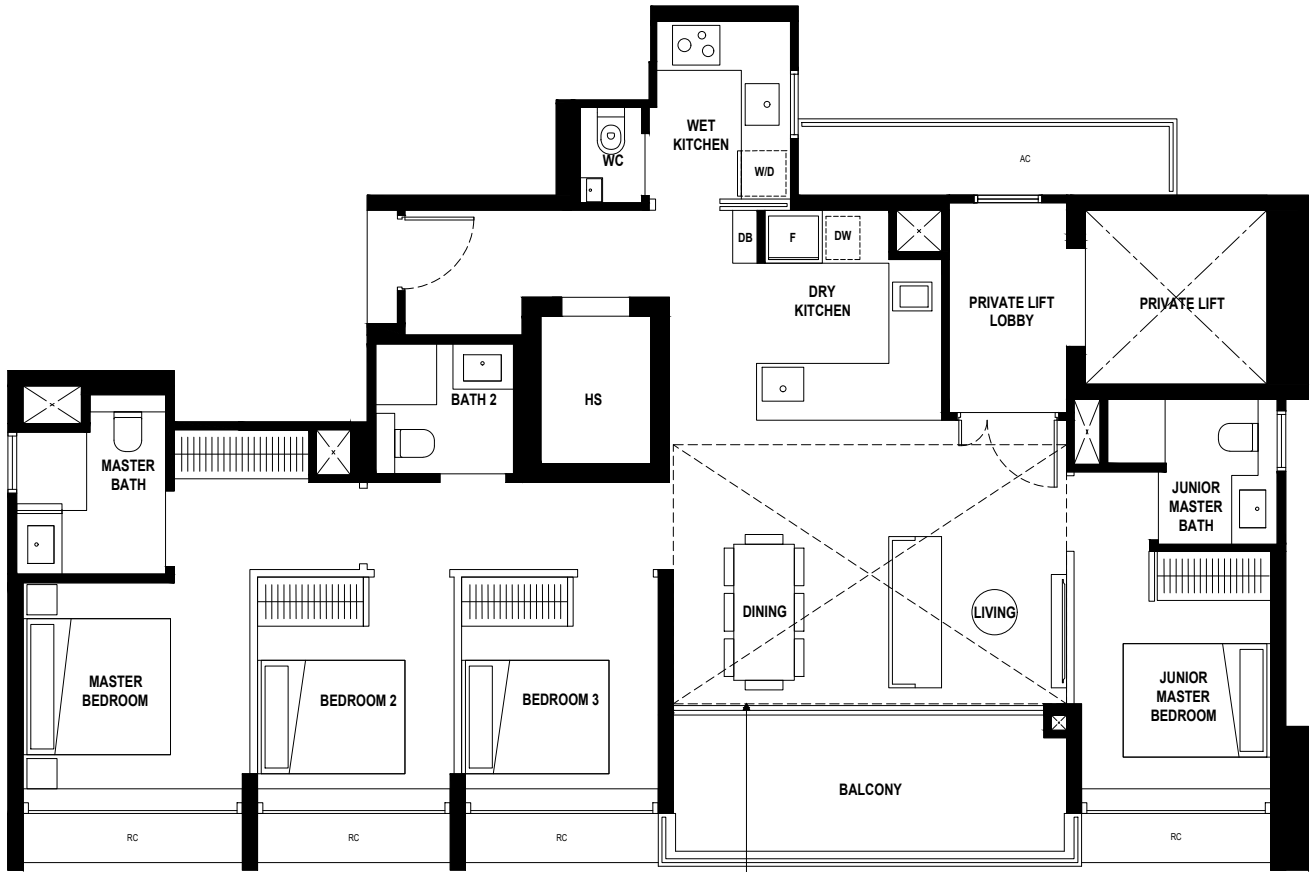 WET
KITCHEN
WC
W/D
AC
DB
F
DW
DRY
KITCHEN
PRIVATE LIFT
LOBBY
PRIVATE LIFT
BATH 2
HS
MASTER
BATH
JUNIOR
MASTER
BATH
DINING
LIVING
MASTER
BEDROOM
BEDROOM 2
BEDROOM 3
JUNIOR
MASTER
BEDROOM
BALCONY
RC
RC
RC
RC